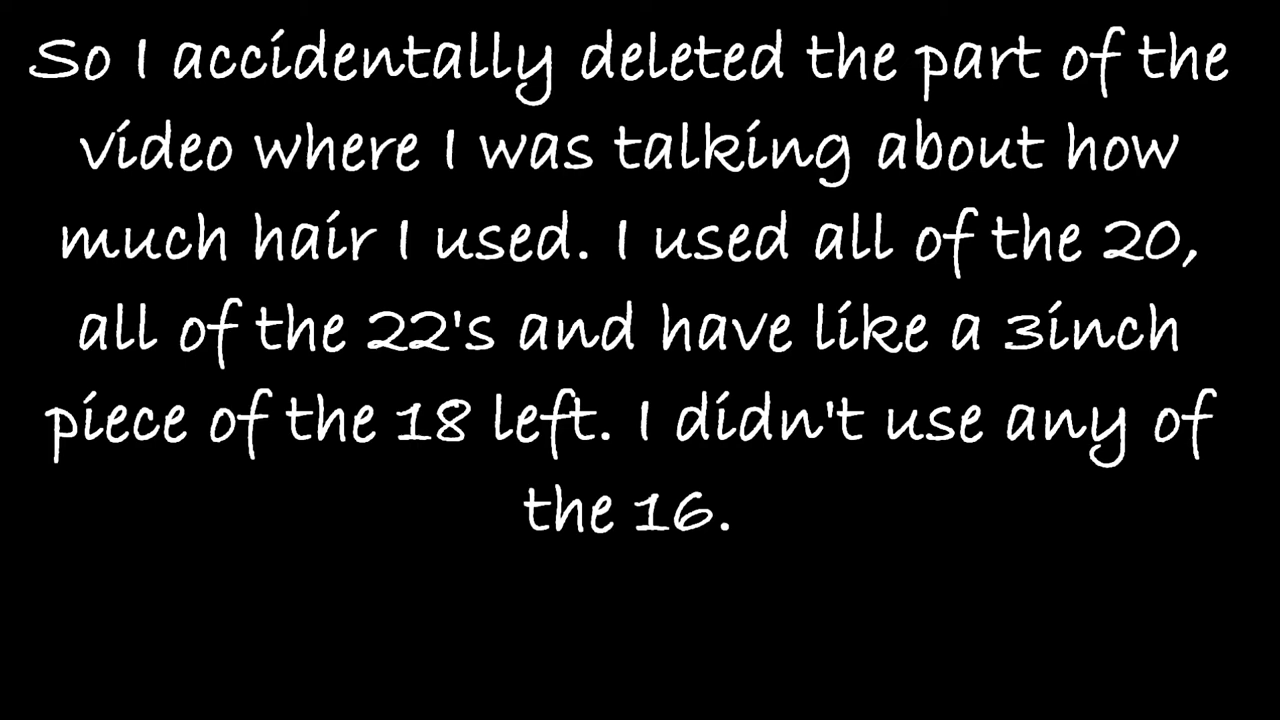 So I accidentally deleted the part of the
video where I was talking about how
much hair I used. I used all of the 20,
all of the 22's and have like a 3inch
piece of the 18 left. I didn't use any of
the 16.